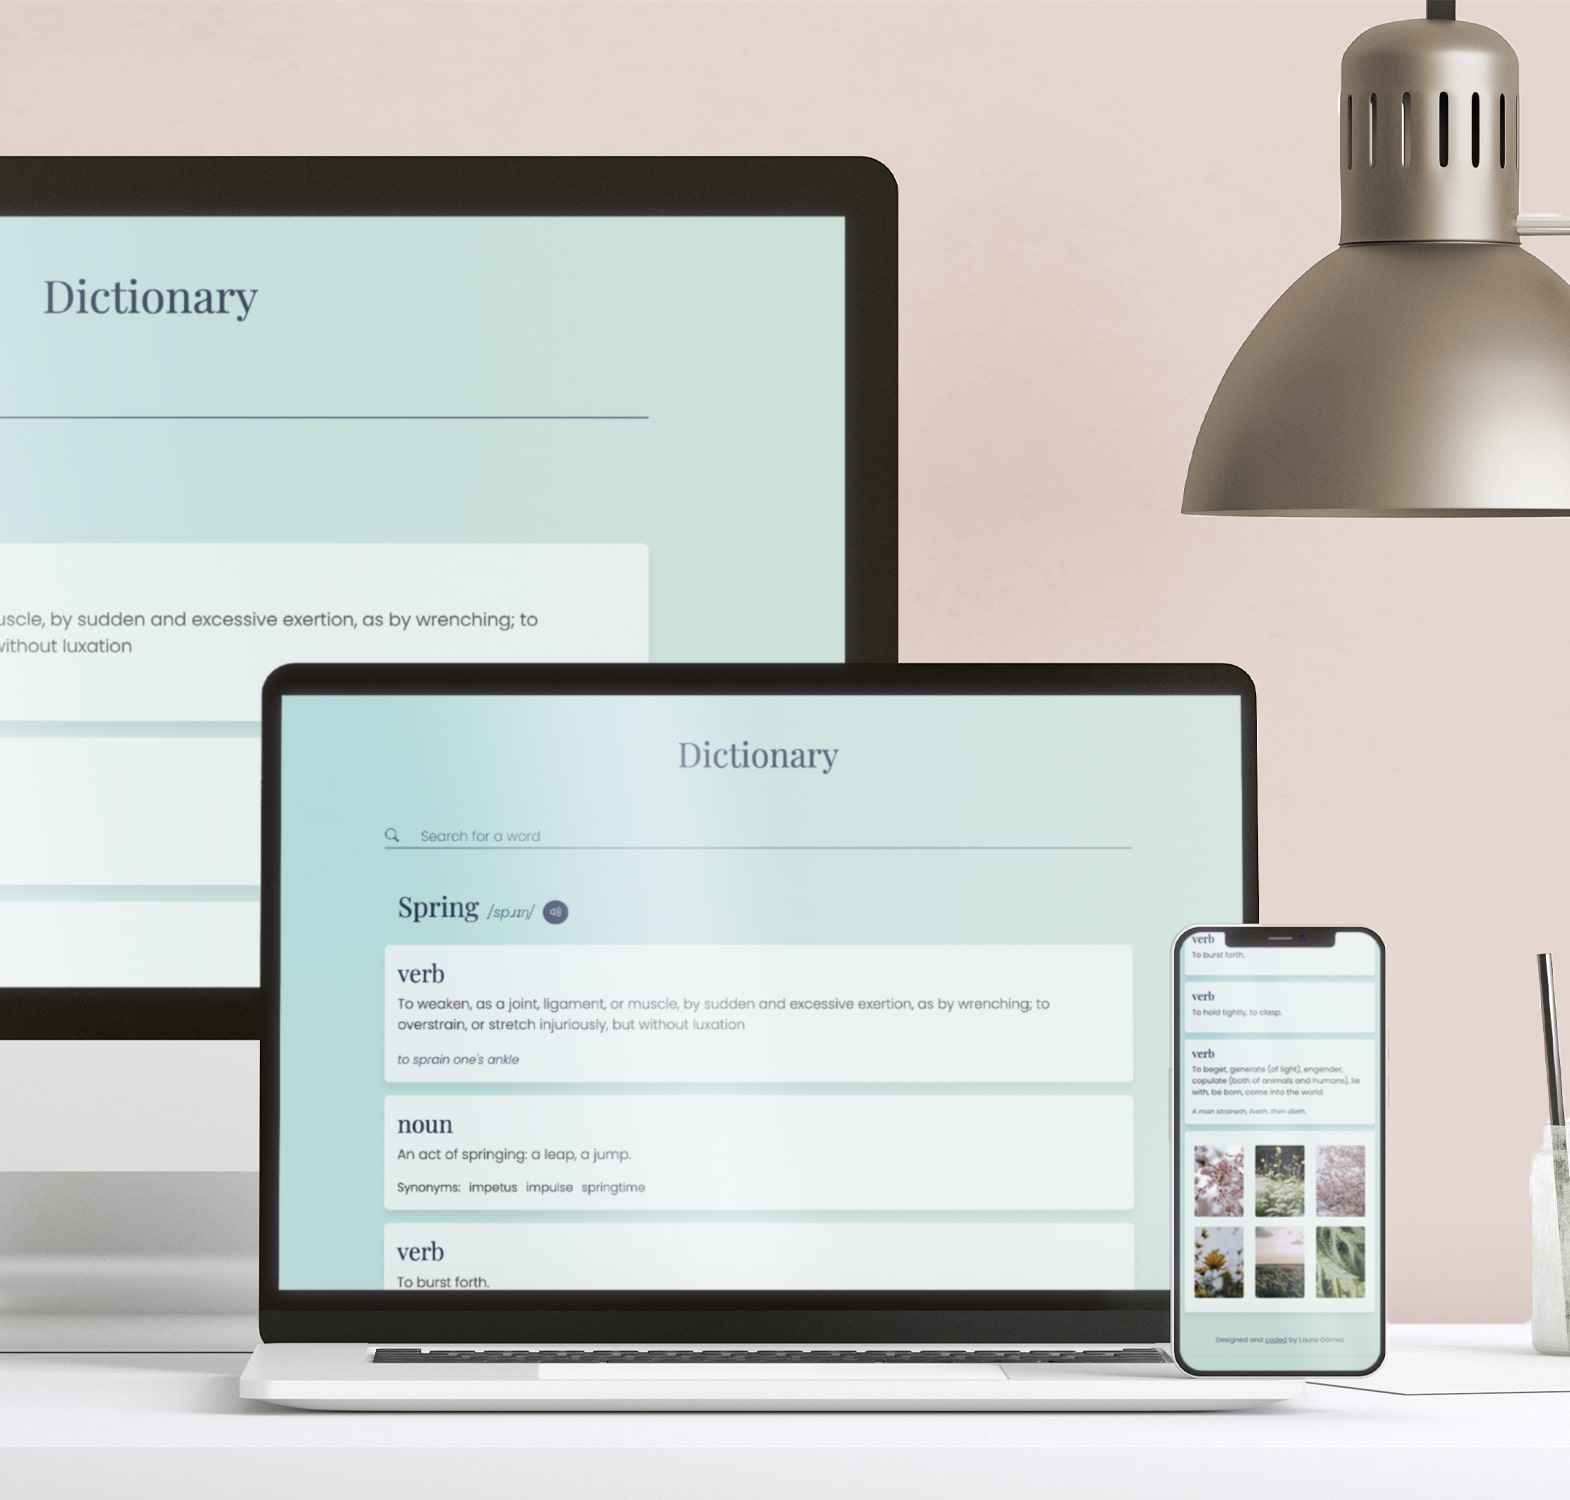 Dictionary
uscle, by sudden and excessive exertion, as by wrenching; to
without luxation
Dictionary
Search for a word
Spring /spɹɪŋ/
verb
To weaken, as a joint, ligament, or muscle, by sudden and excessive exertion, as by wrenching; to
overstrain, or stretch injuriously, but without luxation
to sprain one's ankle
noun
An act of springing: a leap, a jump.
Synonyms: impetus impulse springtime
verb
To burst forth.
verb
To burst forth.
verb
To hold tightly, to clasp.
verb
To beget, generate (of light), engender,
copulate (both of animals and humans), lie
with, be born, come into the world.
A man straineth, liveth, then dieth.
Designed and coded by Laura Gómez